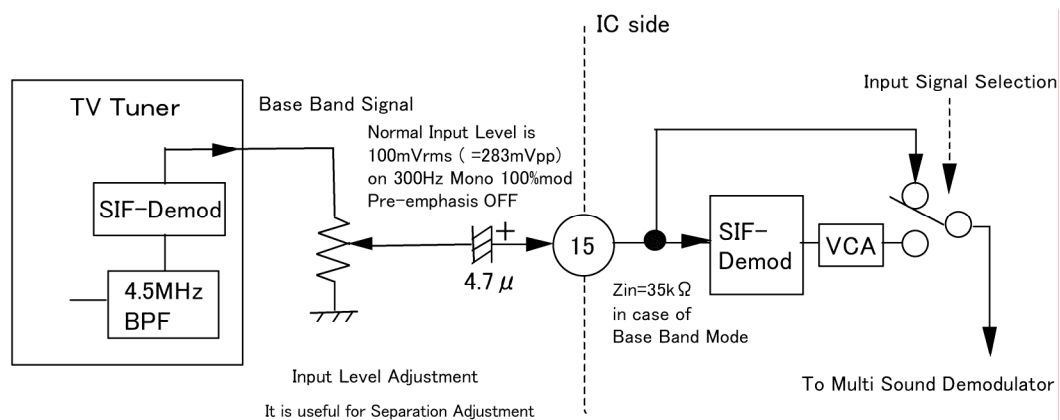 IC side
TV Tuner
SIF-Demod
4.5MHz
BPF
Base Band Signal
Normal Input Level is
100mVrms ( =283mVpp)
on 300Hz Mono 100%mod
Pre-emphasis OFF
+
4.7 μ
15
Input Signal Selection
SIF-
Demod
VCA
Zin=35kΩ
in case of
Base Band Mode
To Multi Sound Demodulator
Input Level Adjustment
It is useful for Separation Adjustment